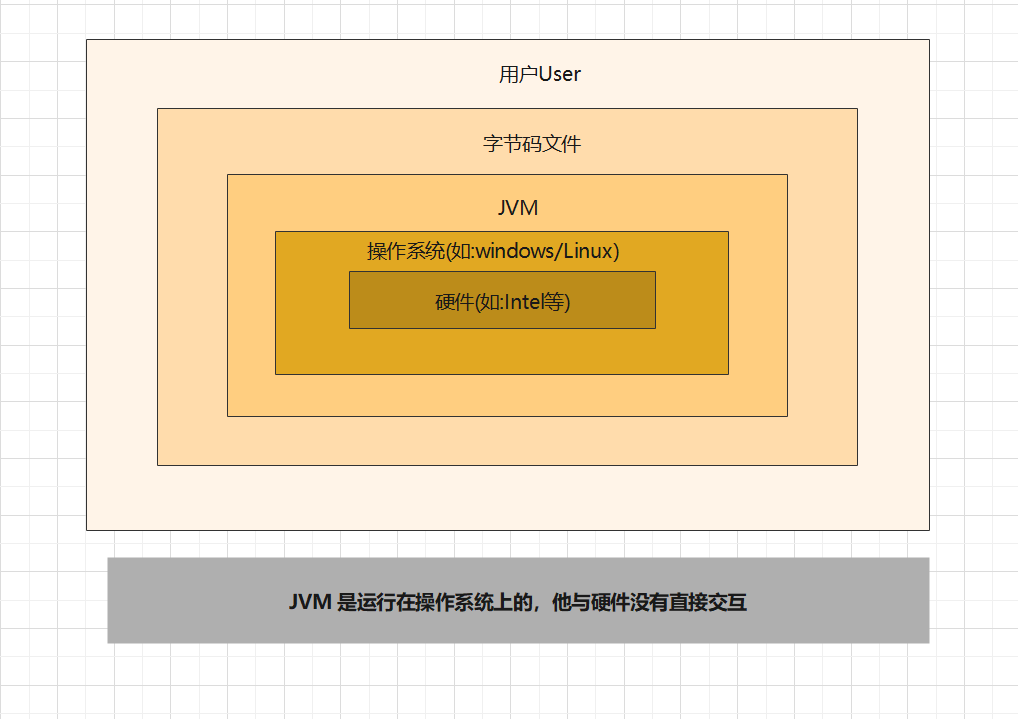 用户User
字节码文件
JVM
操作系统(如:windows/Linux）
硬件(如:Intel等)
JVM 是运行在操作系统上的，他与硬件没有直接交互